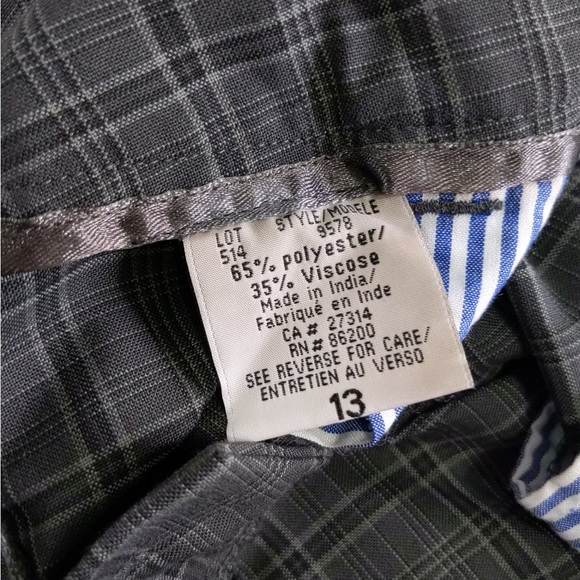 LOT STYLE/MODELE
514 9578
65% polyester/
35% Viscose
Made in India/
Fabriqué en Inde
CA # 27314
RN# 86200
SEE REVERSE FOR CARE/
ENTRETIEN AU VERSO
13